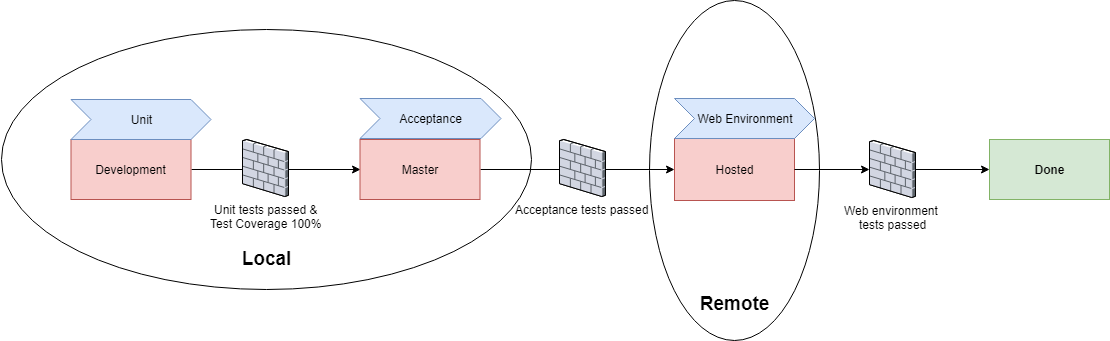 Unit
Development
Unit tests passed &
Test Coverage 100%
Acceptance
Master
Local
Acceptance tests passed
Web Environment
Hosted
Remote
Web environment
tests passed
Done